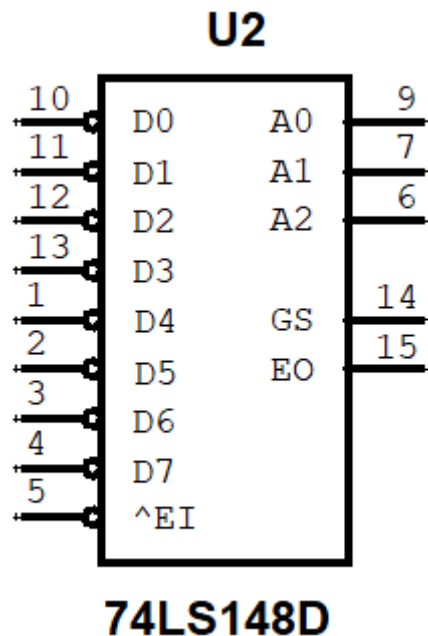 U2
10 D0 A0 9
11 D1 A1 7
12 D2 A2 6
13 D3
1 D4 GS 14
2 D5 EO 15
3 D6
4 D7
5 ^EI
74LS148D